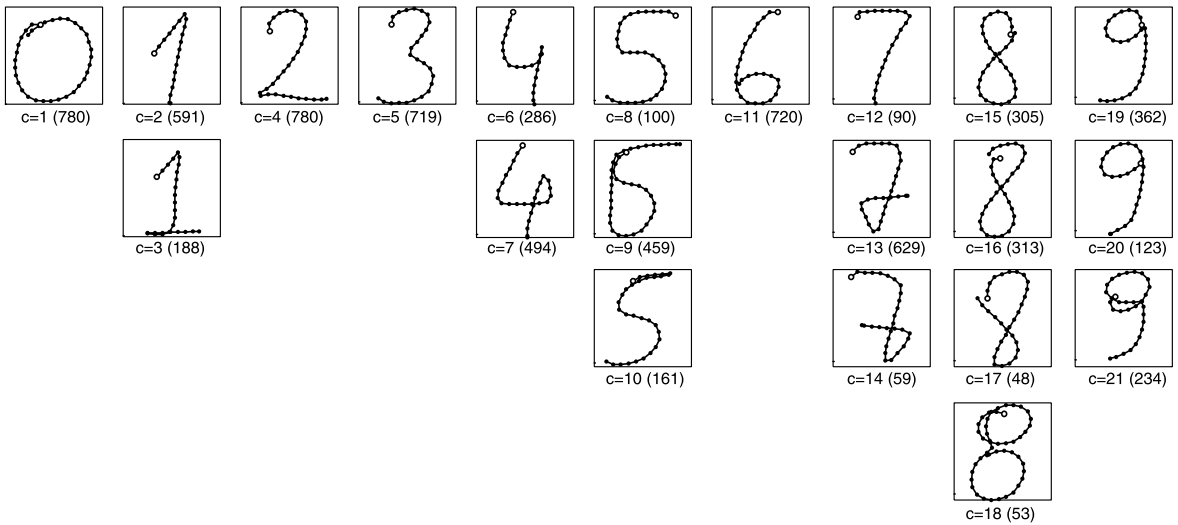 c=1 (780) c=2 (591) c=4 (780) c=5 (719) c=6 (286) c=8 (100) c=11 (720) c=12 (90) c=15 (305) c=19 (362)
c=3 (188) c=7 (494) c=9 (459) c=13 (629) c=16 (313) c=20 (123)
c=10 (161) c=14 (59) c=17 (48) c=21 (234)
c=18 (53)